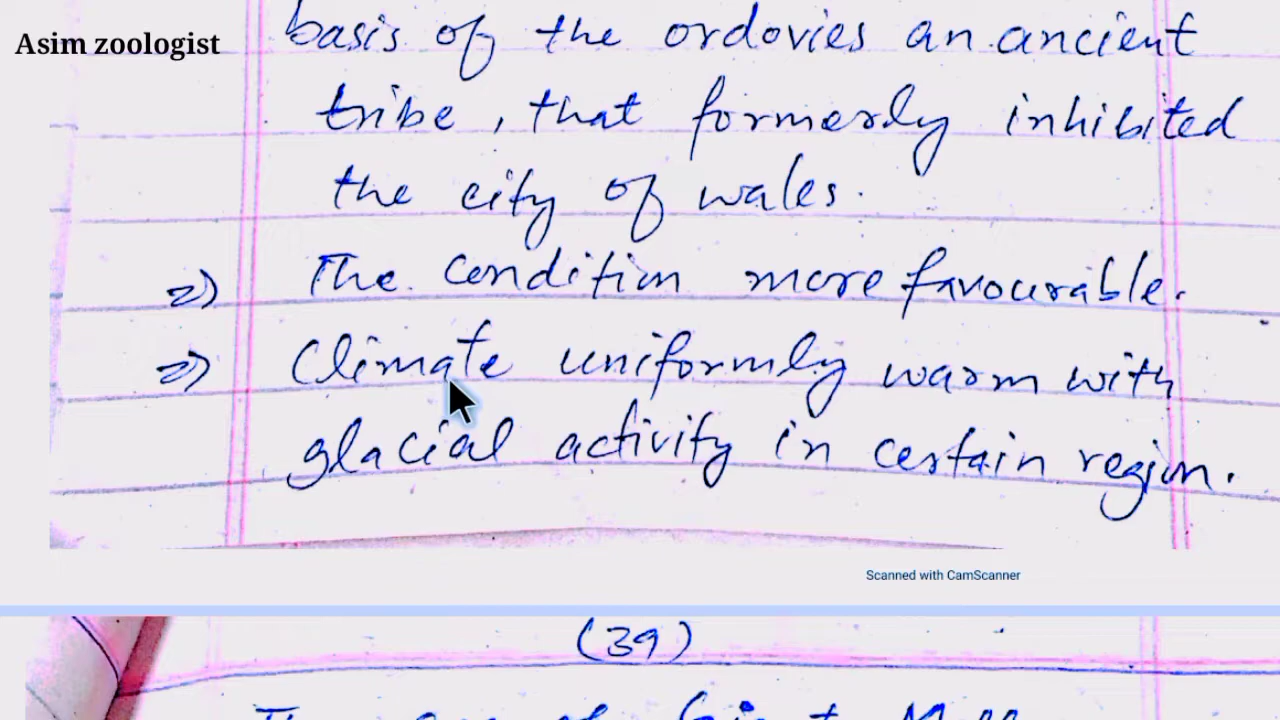 Asim zoologist
basis of the ordovies an ancient
tribe, that formerly inhibited
the city of wales.
=> The condition more favourable.
=> Climate uniformly warm with
glacial activity in certain region.
Scanned with CamScanner
(39)